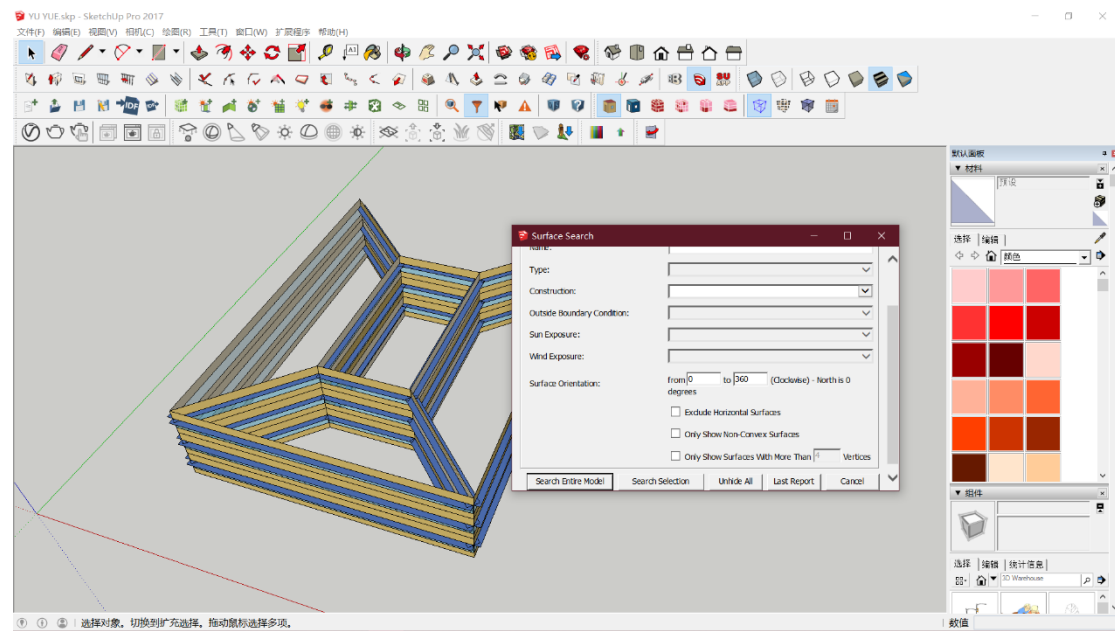 YU YUE.skp - SketchUp Pro 2017
文件(F) 编辑(E) 视图(V) 相机(C) 绘图(R) 工具(T) 窗口(W) 扩展程序 帮助(H)
A1
IDF
默认面板
▼ 材料
预设
选择 编辑
颜色
Surface Search
Name:
Type:
Construction:
Outside Boundary Condition:
Sun Exposure:
Wind Exposure:
Surface Orientation: from 0 to 360 (Clockwise) - North is 0
degrees
Exclude Horizontal Surfaces
Only Show Non-Convex Surfaces
Only Show Surfaces With More Than 4 Vertices
Search Entire Model Search Selection Unhide All Last Report Cancel
▼ 组件
选择 编辑 统计信息
3D Warehouse
选择对象。切换到扩充选择。拖动鼠标选择多项。
数值